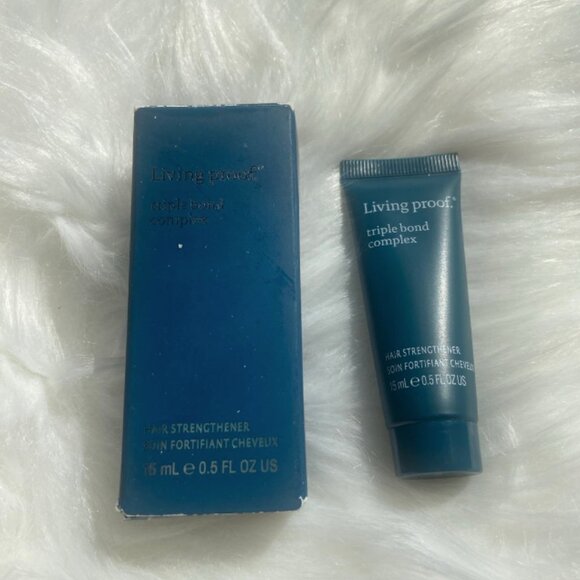 Living proof.®
triple bond
complex
HAIR STRENGTHENER
SOIN FORTIFIANT CHEVEUX
15 mL e 0.5 FL OZ US
Living proof.®
triple bond
complex
HAIR STRENGTHENER
SOIN FORTIFIANT CHEVEUX
15 mL e 0.5 FL OZ US